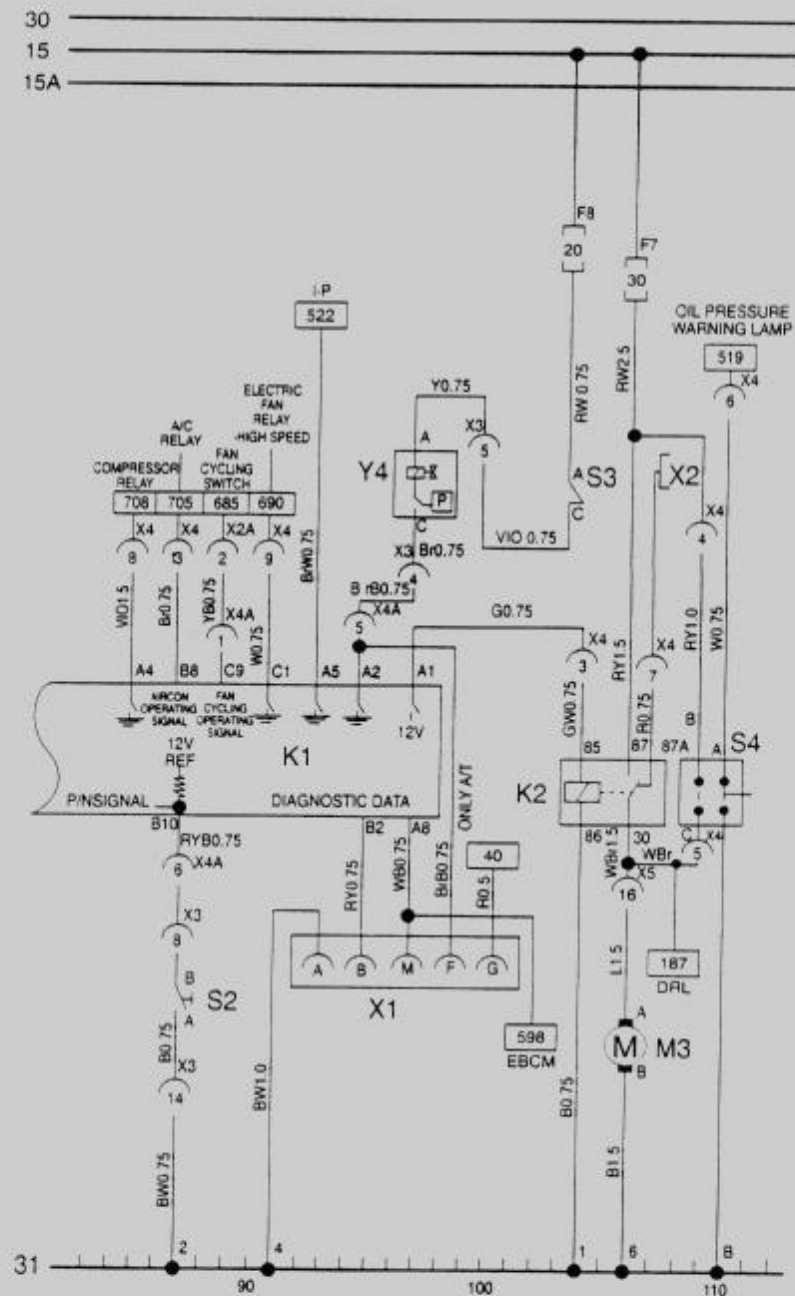 30
15
15A
F8
20
F7
30
I-P
522
OIL PRESSURE
WARNING LAMP
519
X4
6
RW 0.75
RW2.5
Y0.75
X3
5
ELECTRIC
FAN
RELAY
HIGH SPEED
A/C
RELAY
FAN
CYCLING
SWITCH
COMPRESSOR
RELAY
708 705 685 690
X4 X4 X2A X4
8 13 2 9
A
Y4
P
C
A
S3
C
X2
X4
4
VIO 0.75
X3 Br0.75
4
BrB0.75
X4A
5
VIO1.5
Br0.75
YB0.75
X4A
W0.75
BrW0.75
G0.75
X4
3
GW0.75
RY1.5
X4
7
R0.75
RY1.0
W0.75
A4 B8 C9 C1 A5 A2 A1
AIRCON
OPERATING
SIGNAL
FAN
CYCLING
OPERATING
SIGNAL
12V
12V
REF
K1
P/NSIGNAL
DIAGNOSTIC DATA
85 87 87A
B
A
S4
K2
86 30
C
X4
5
B10
B2 A8
ONLY A/T
RYB0.75
6 X4A
RY0.75
WB0.75
BrB0.75
40
R0.5
WBr1.5
WBr
X5
16
X3
8
B
S2
A
B0.75
X3
14
A B M F G
X1
598
EBCM
L1.5
187
DRL
A
M M3
B
BW0.75
BW1.0
B0.75
B1.5
31
2 4 1 6 B
90 100 110